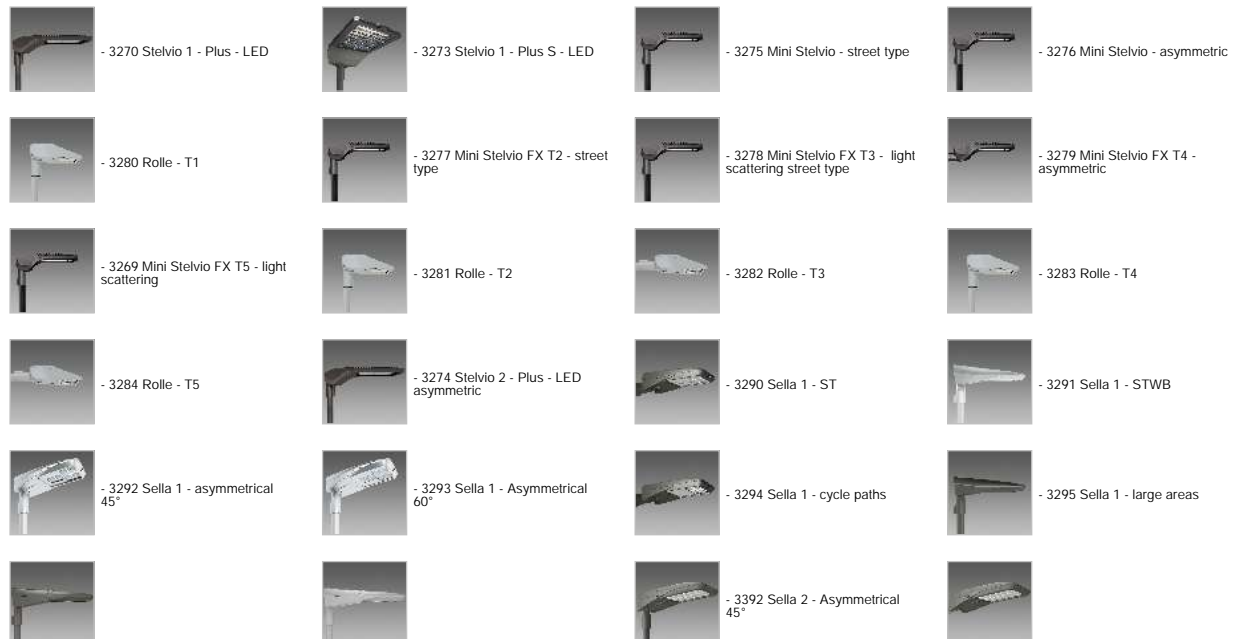 - 3270 Stelvio 1 - Plus - LED
- 3273 Stelvio 1 - Plus S - LED
- 3275 Mini Stelvio - street type
- 3276 Mini Stelvio - asymmetric
- 3280 Rolle - T1
- 3277 Mini Stelvio FX T2 - street
type
- 3278 Mini Stelvio FX T3 - light
scattering street type
- 3279 Mini Stelvio FX T4 -
asymmetric
- 3269 Mini Stelvio FX T5 - light
scattering
- 3281 Rolle - T2
- 3282 Rolle - T3
- 3283 Rolle - T4
- 3284 Rolle - T5
- 3274 Stelvio 2 - Plus - LED
asymmetric
- 3290 Sella 1 - ST
- 3291 Sella 1 - STWB
- 3292 Sella 1 - asymmetrical
45°
- 3293 Sella 1 - Asymmetrical
60°
- 3294 Sella 1 - cycle paths
- 3295 Sella 1 - large areas
- 3392 Sella 2 - Asymmetrical
45°